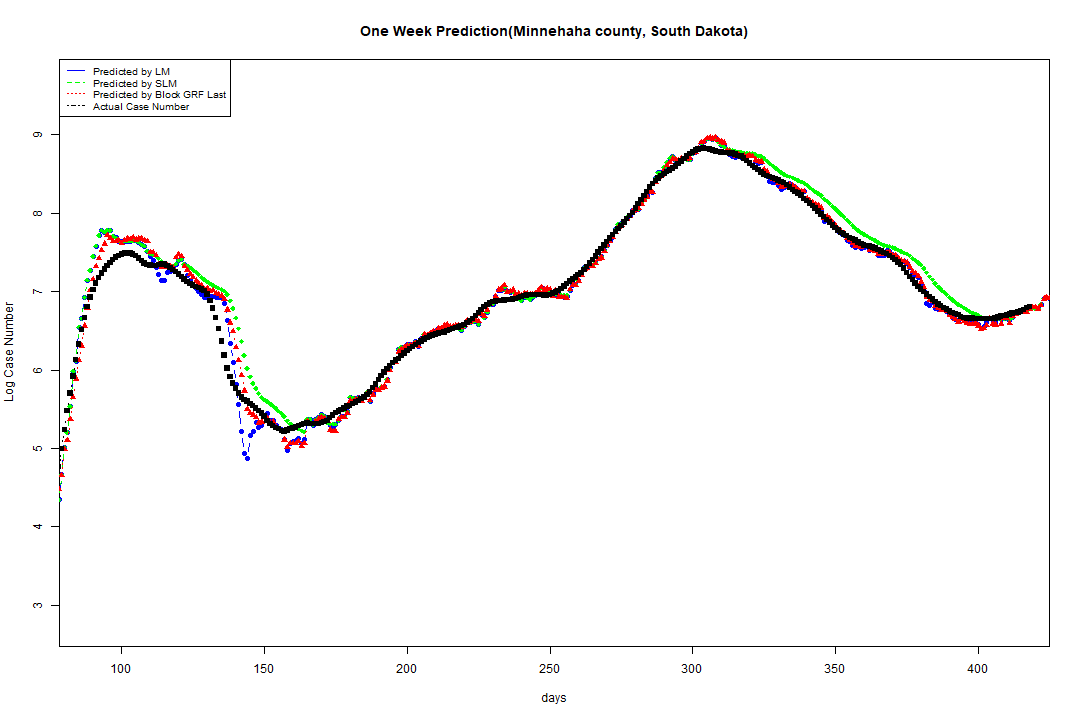 One Week Prediction(Minnehaha county, South Dakota)
Predicted by LM
Predicted by SLM
Predicted by Block GRF Last
Actual Case Number
Log Case Number
9
8
7
6
5
4
3
100 150 200 250 300 350 400
days